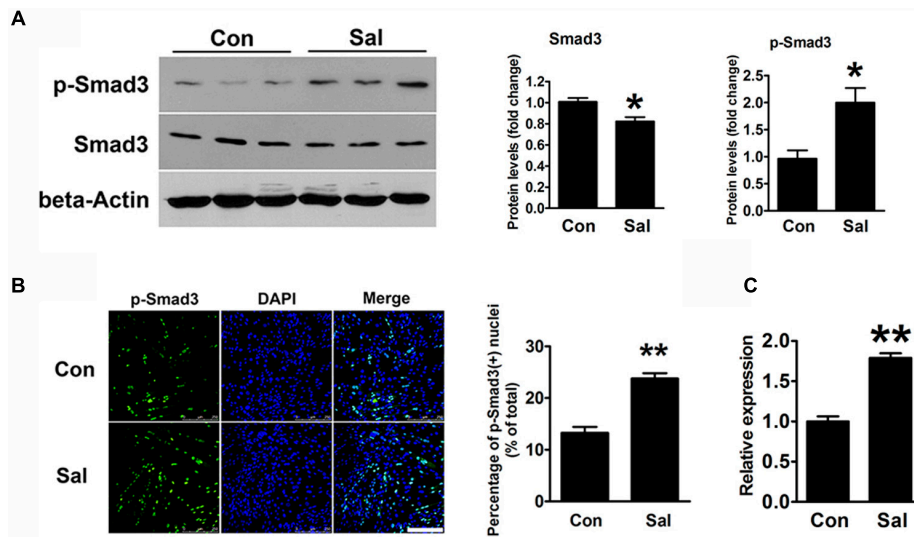 A
Con Sal
p-Smad3
Smad3
beta-Actin
Smad3
Protein levels (fold change)
1.2
1.0
0.8
0.6
0.4
0.2
0.0
*
Con Sal
p-Smad3
Protein levels (fold change)
2.5
2.0
1.5
1.0
0.5
0.0
*
Con Sal
B
p-Smad3 DAPI Merge
Con
Sal
Percentage of p-Smad3(+) nuclei
(% of total)
30
20
10
0
**
Con Sal
C
Relative expression
2.0
1.5
1.0
0.5
0.0
**
Con Sal